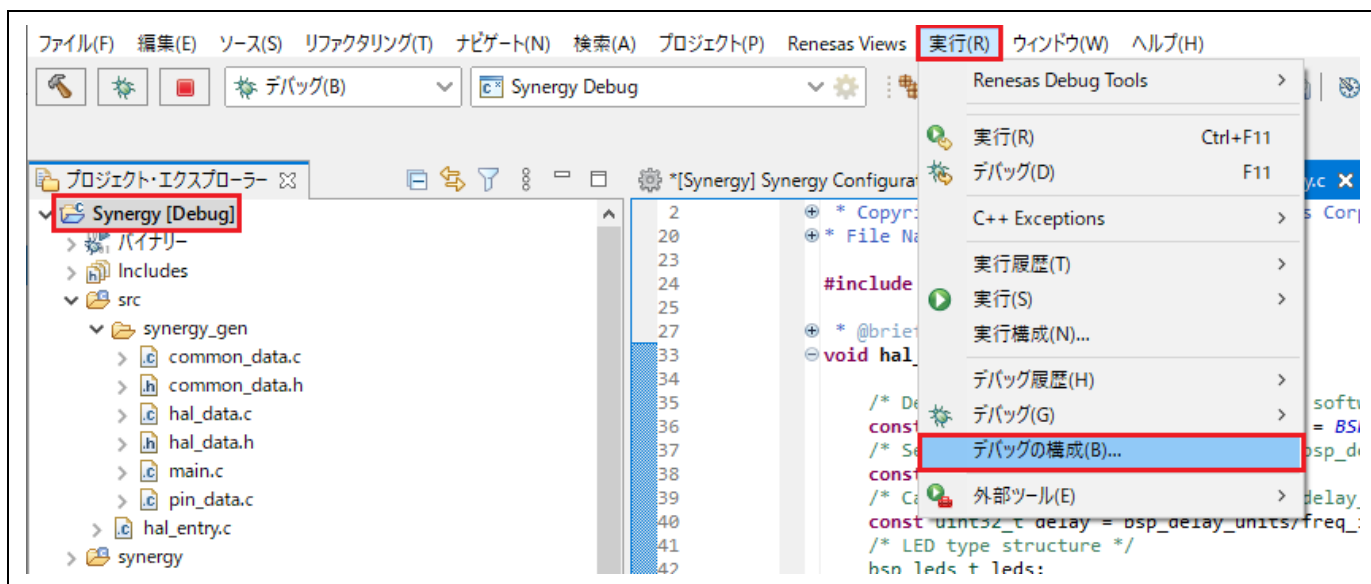 ファイル(F) 編集(E) ソース(S) リファクタリング(T) ナビゲート(N) 検索(A) プロジェクト(P) Renesas Views 実行(R) ウィンドウ(W) ヘルプ(H)
デバッグ(B) Synergy Debug
プロジェクト・エクスプローラー
Synergy [Debug]
バイナリー
Includes
src
synergy_gen
common_data.c
common_data.h
hal_data.c
hal_data.h
main.c
pin_data.c
hal_entry.c
synergy
*[Synergy] Synergy Configurat y.c
2 * Copyr s Corp
20 * File Na
23
24 #include
25
27 * @brief
33 void hal_
34
35 /* De softw
36 const = BSP
37 /* Se bsp_de
38 const
39 /* Ca delay_
40 const uint32_t delay = bsp_delay_units/freq_
41 /* LED type structure */
42 bsp_leds_t leds;
Renesas Debug Tools
実行(R) Ctrl+F11
デバッグ(D) F11
C++ Exceptions
実行履歴(T)
実行(S)
実行構成(N)...
デバッグ履歴(H)
デバッグ(G)
デバッグの構成(B)...
外部ツール(E)